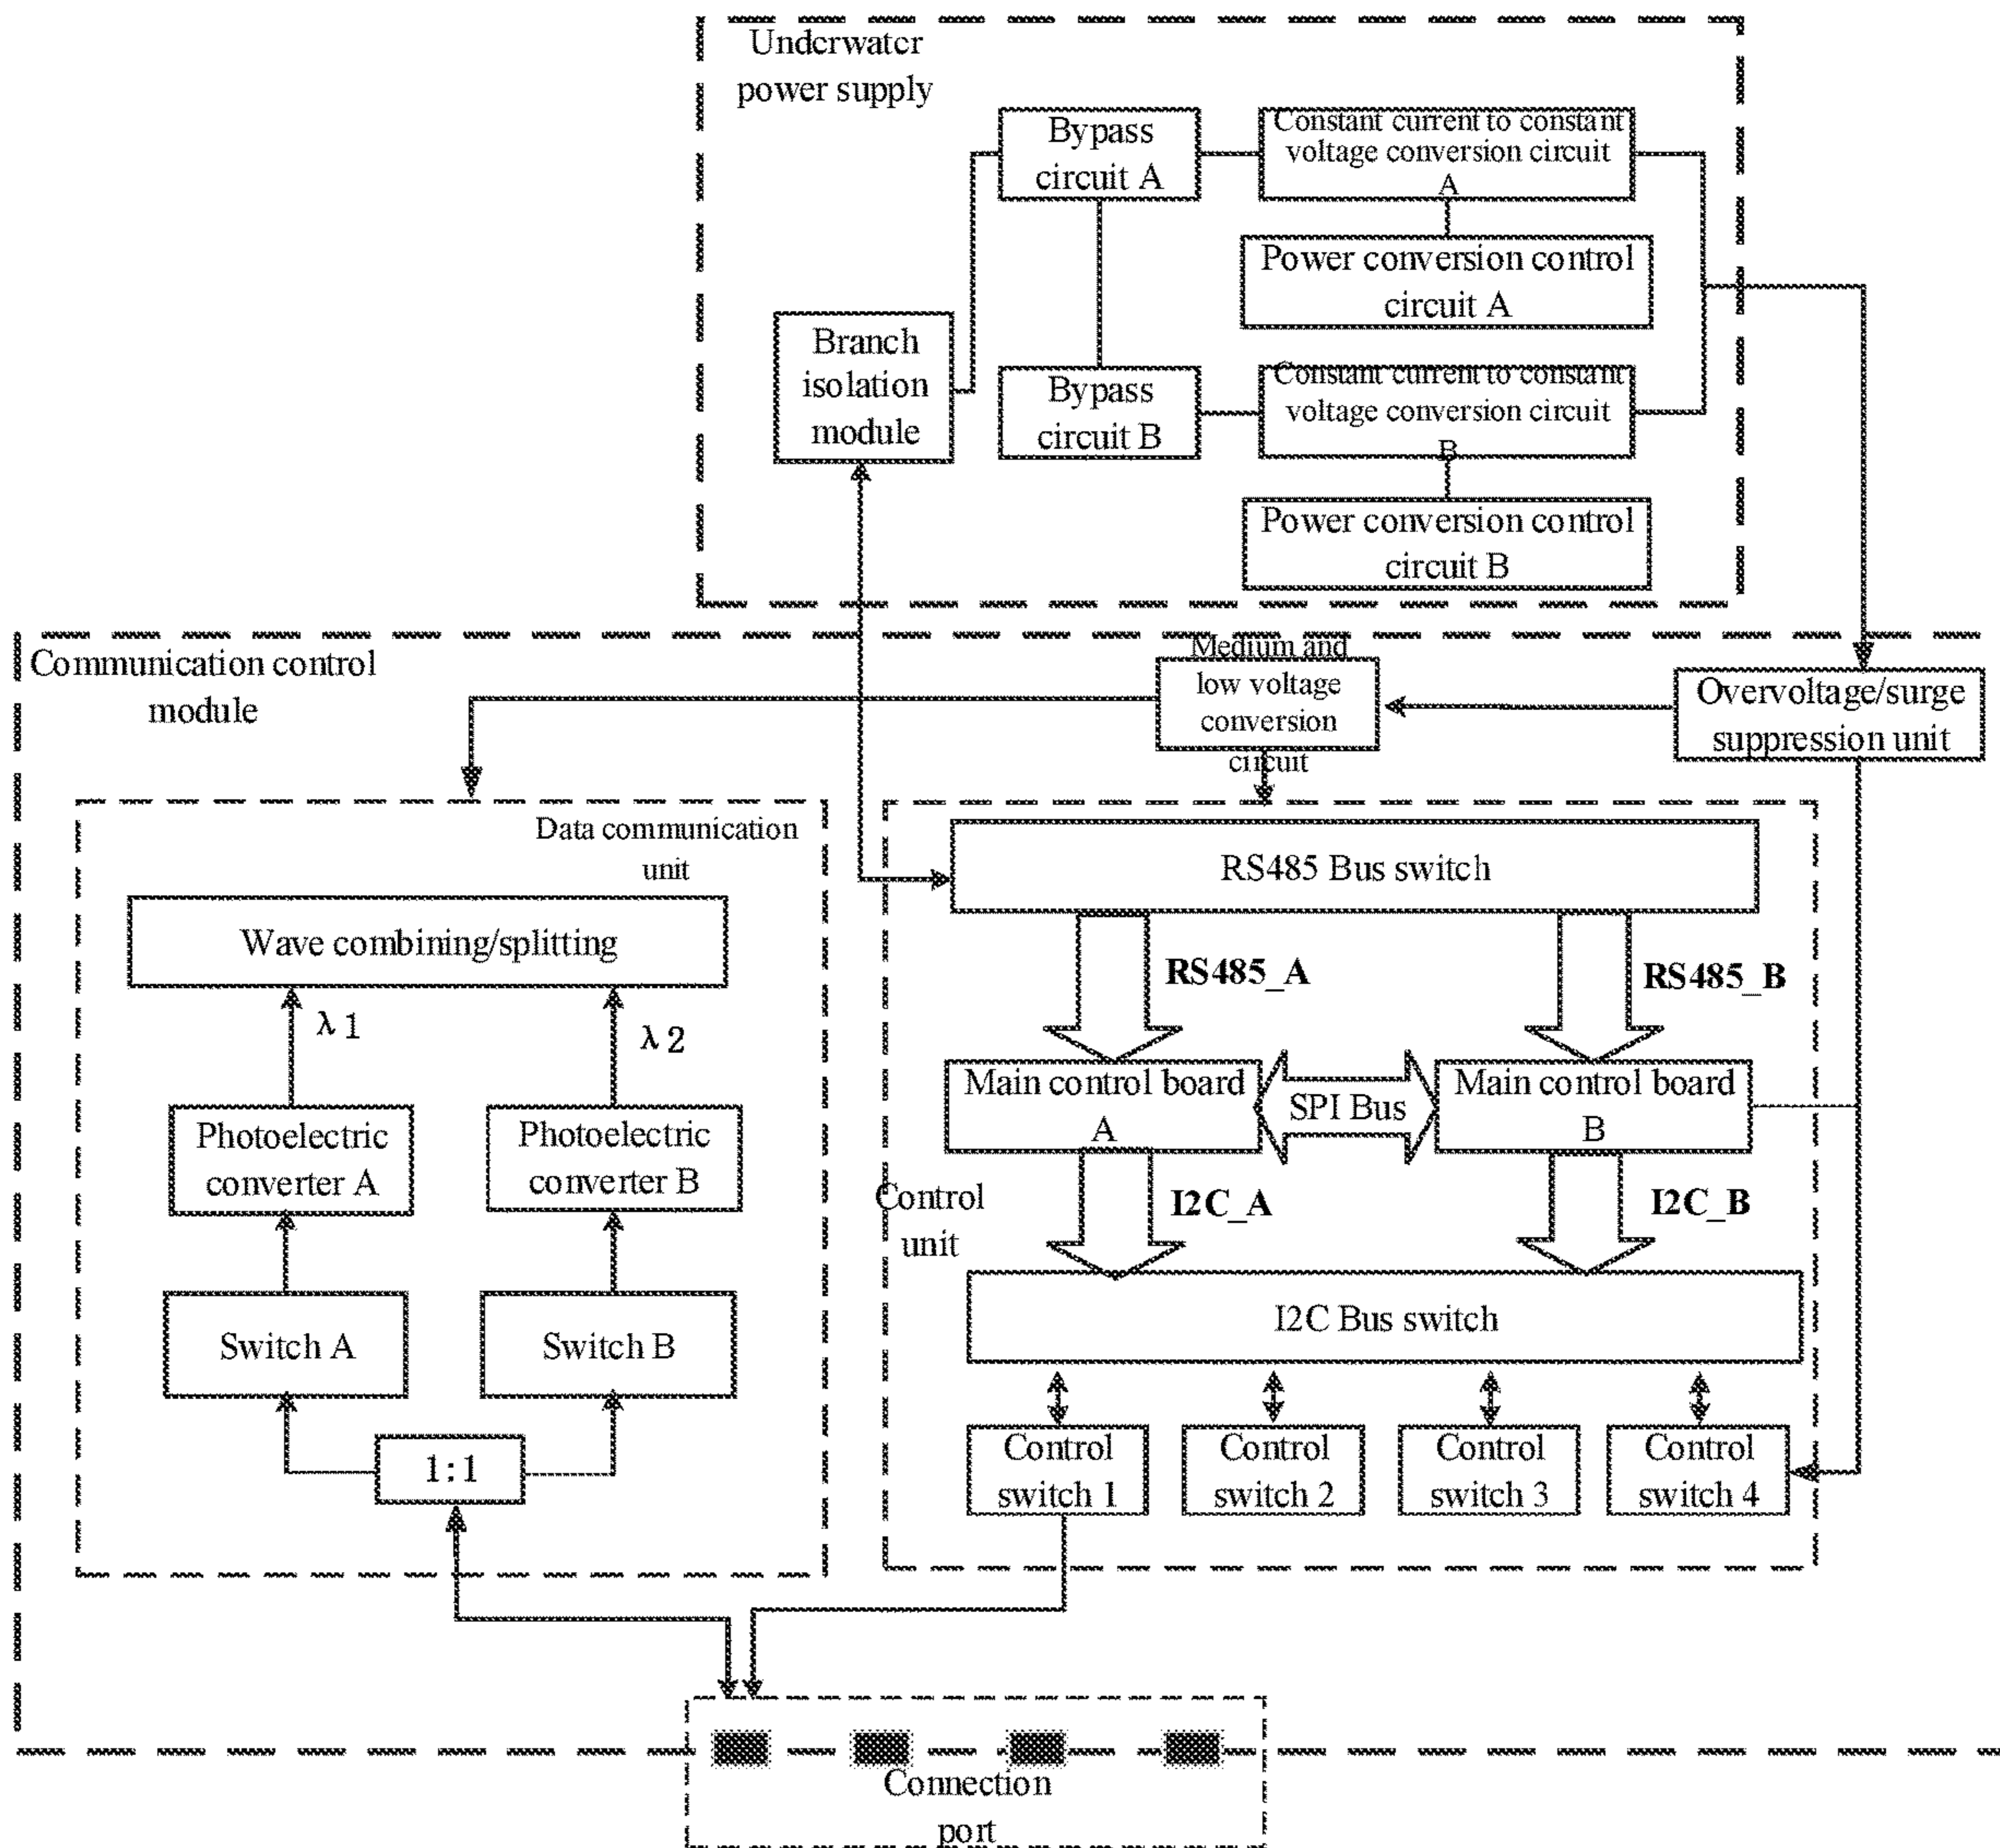 Underwater
power supply
Bypass
circuit A
Constant current to constant
voltage conversion circuit
A
Power conversion control
circuit A
Branch
isolation
module
Bypass
circuit B
Constant current to constant
voltage conversion circuit
B
Power conversion control
circuit B
Communication control
module
Medium and
low voltage
conversion
circuit
Overvoltage/surge
suppression unit
Data communication
unit
Wave combining/splitting
λ1
λ2
Photoelectric
converter A
Photoelectric
converter B
Switch A
Switch B
1:1
RS485 Bus switch
RS485_A
RS485_B
Main control board
A
SPI Bus
Main control board
B
Control
unit
I2C_A
I2C_B
I2C Bus switch
Control
switch 1
Control
switch 2
Control
switch 3
Control
switch 4
Connection
port